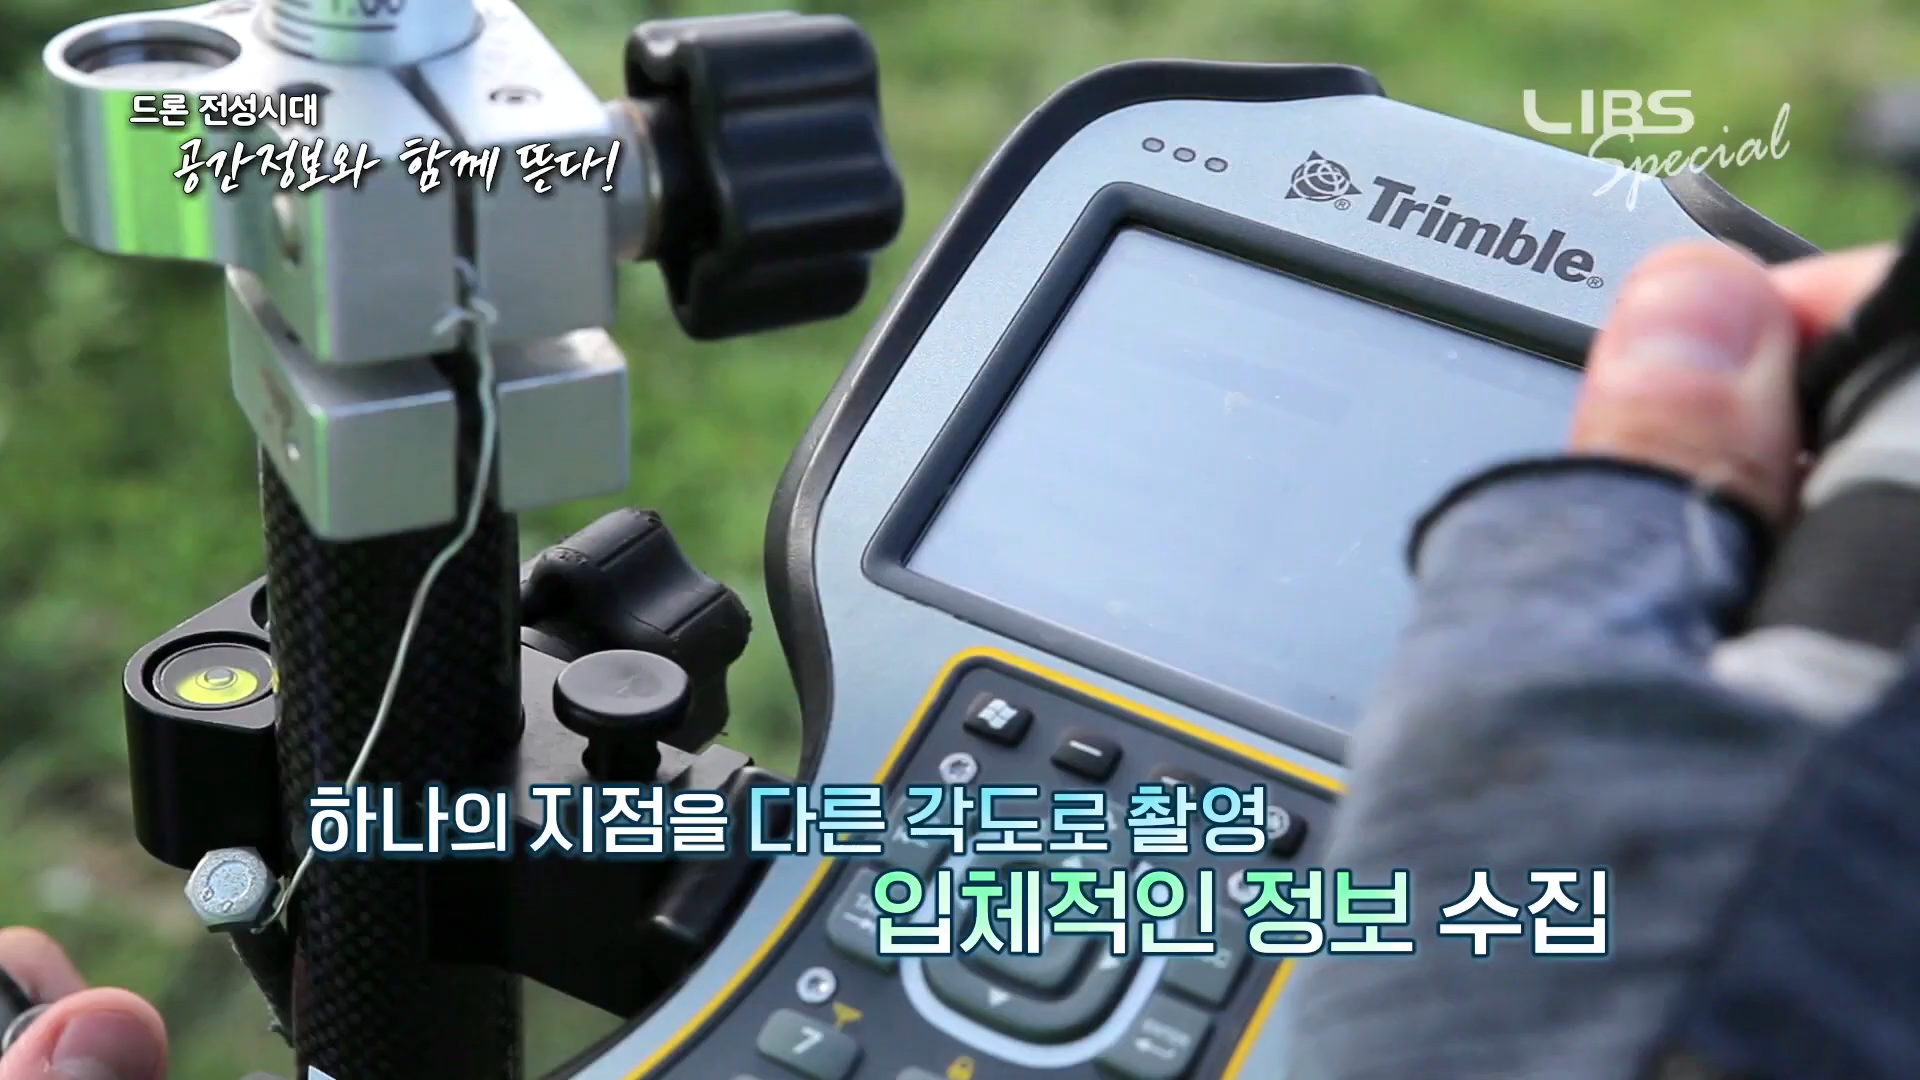 드론 전성시대
공간정보와 함께 뜬다!
LIBS
Special
Trimble
하나의 지점을 다른 각도로 촬영
입체적인 정보 수집
7